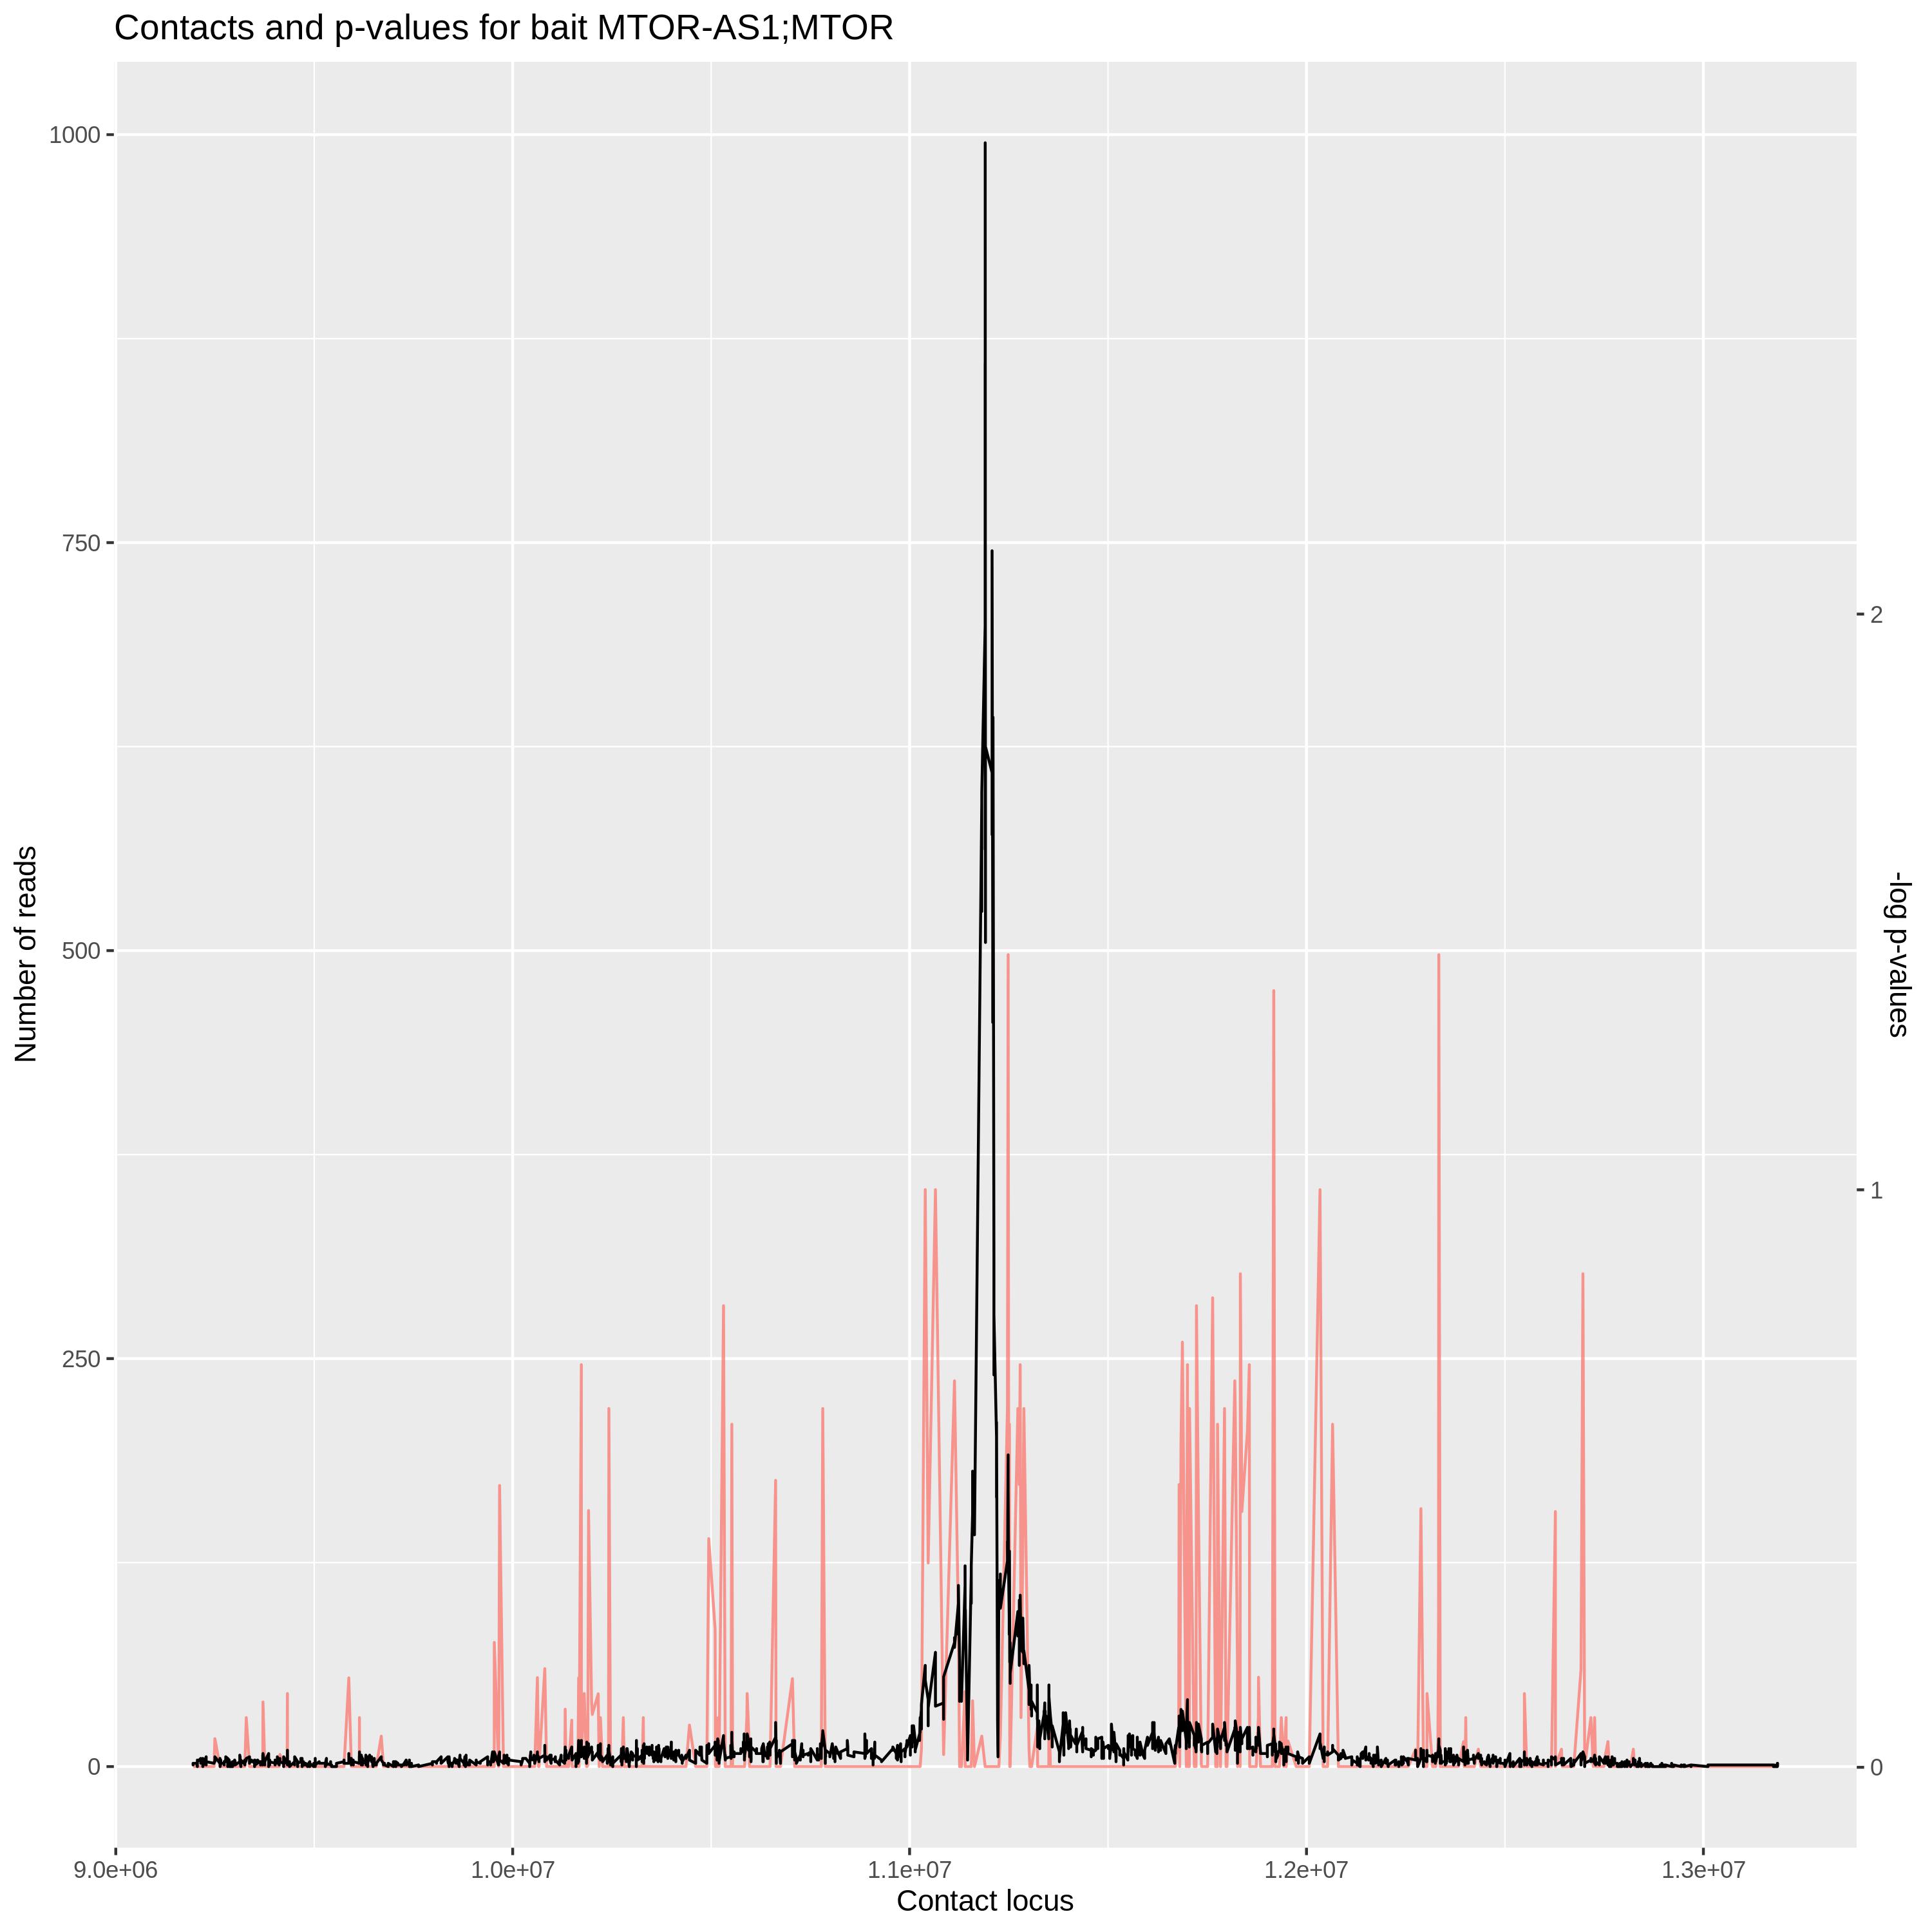 Contacts and p-values for bait MTOR-AS1;MTOR
1000
750
500
250
0
Number of reads
2
1
0
-log p-values
9.0e+06
1.0e+07
1.1e+07
1.2e+07
1.3e+07
Contact locus